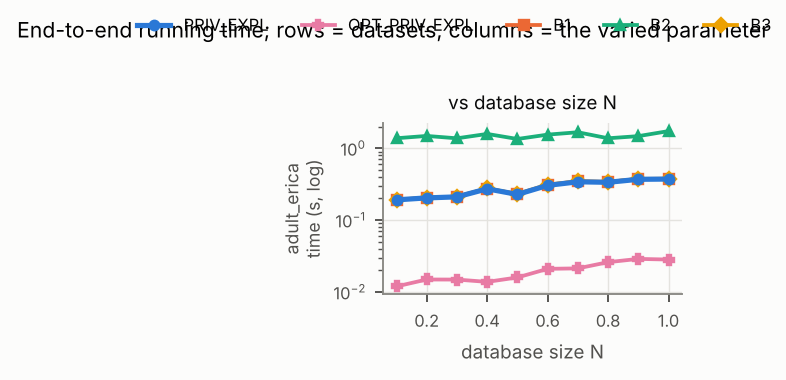 End-to-end running time; rows = datasets, columns = the varied parameter
PRIV_EXPL OPT_PRIV_EXPL B1 B2 B3
vs database size N
adult_erica
time (s, log)
10⁰
10⁻¹
10⁻²
0.2 0.4 0.6 0.8 1.0
database size N